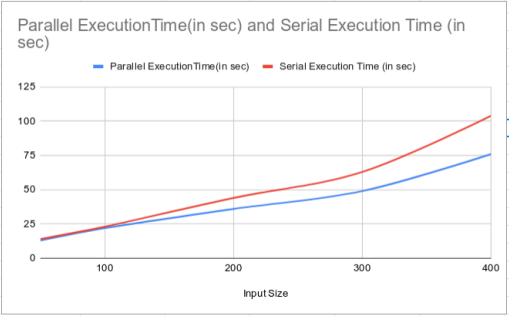 Parallel ExecutionTime(in sec) and Serial Execution Time (in
sec)
Parallel ExecutionTime(in sec) Serial Execution Time (in sec)
125
100
75
50
25
0
100 200 300 400
Input Size